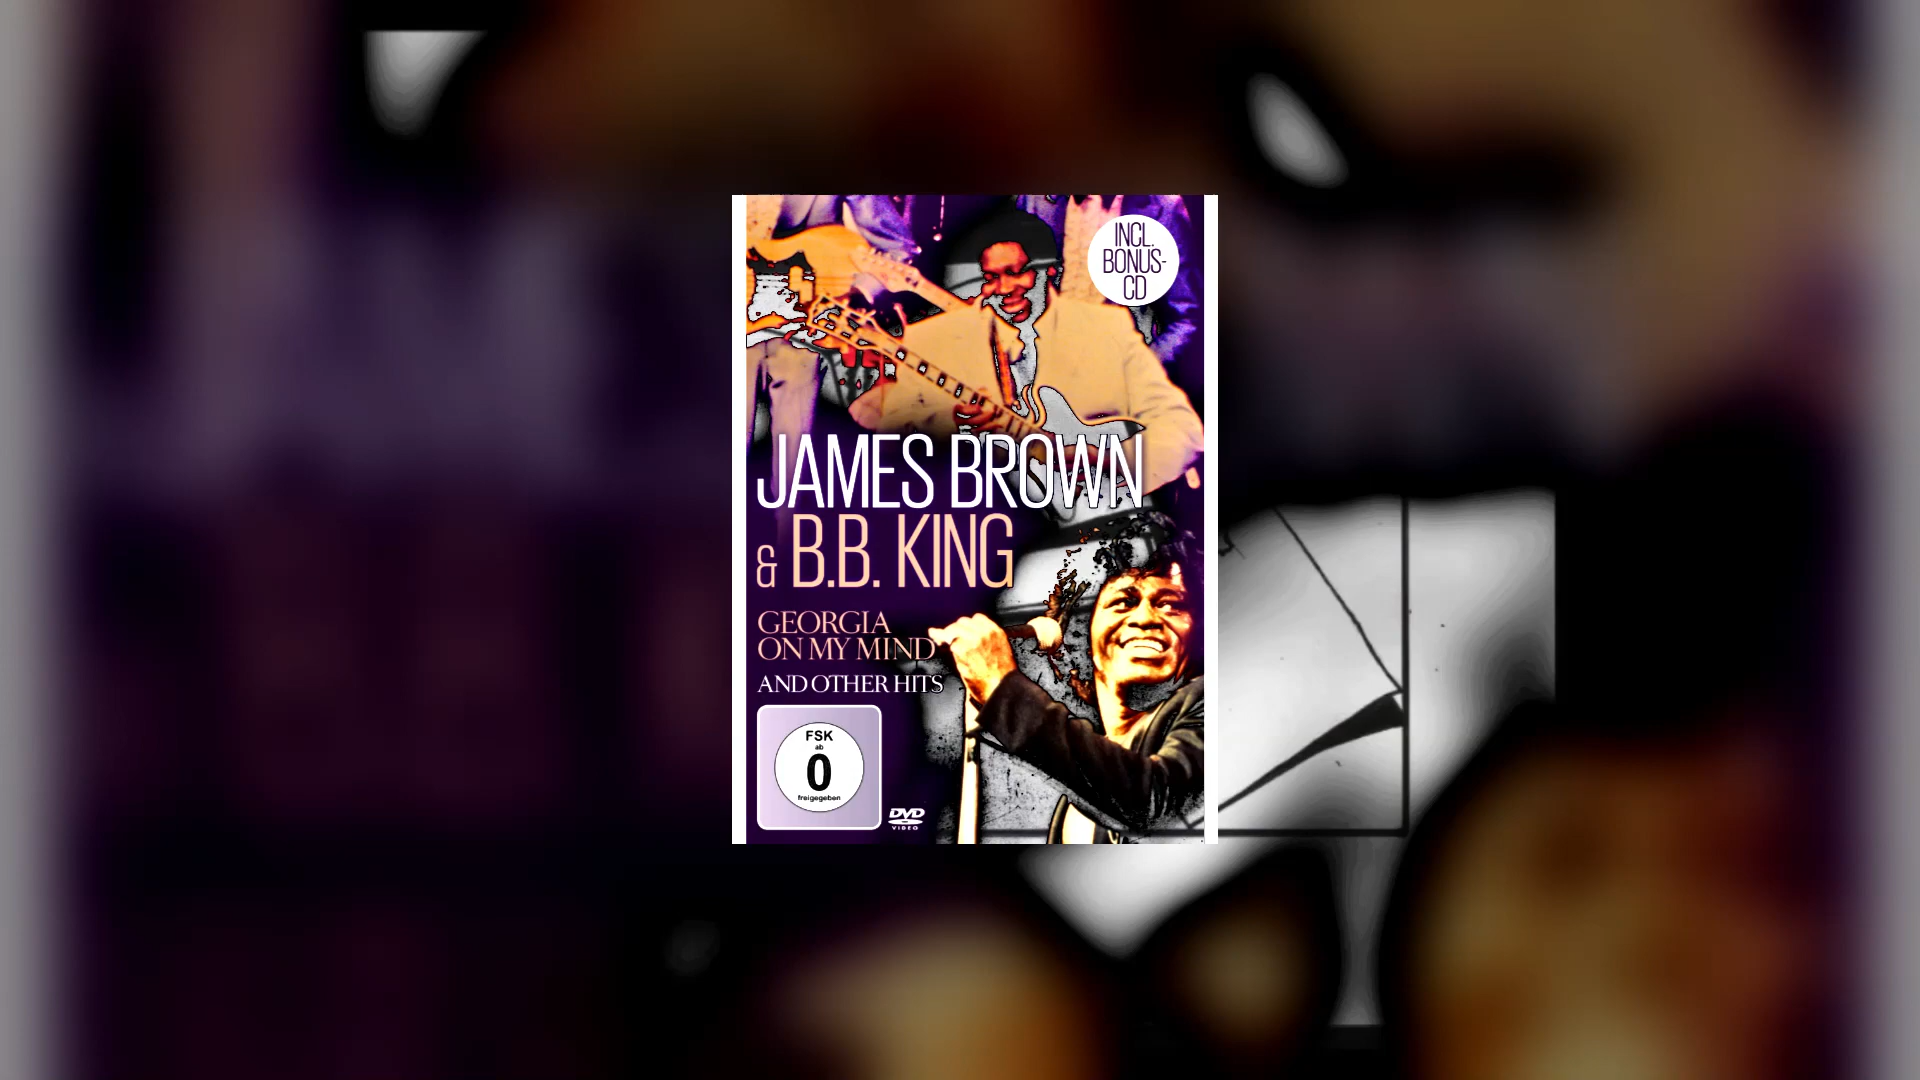 INCL.
BONUS-
CD
JAMES BROWN
& B.B. KING
GEORGIA
ON MY MIND
AND OTHER HITS
FSK
ab
0
freigegeben
DVD
VIDEO